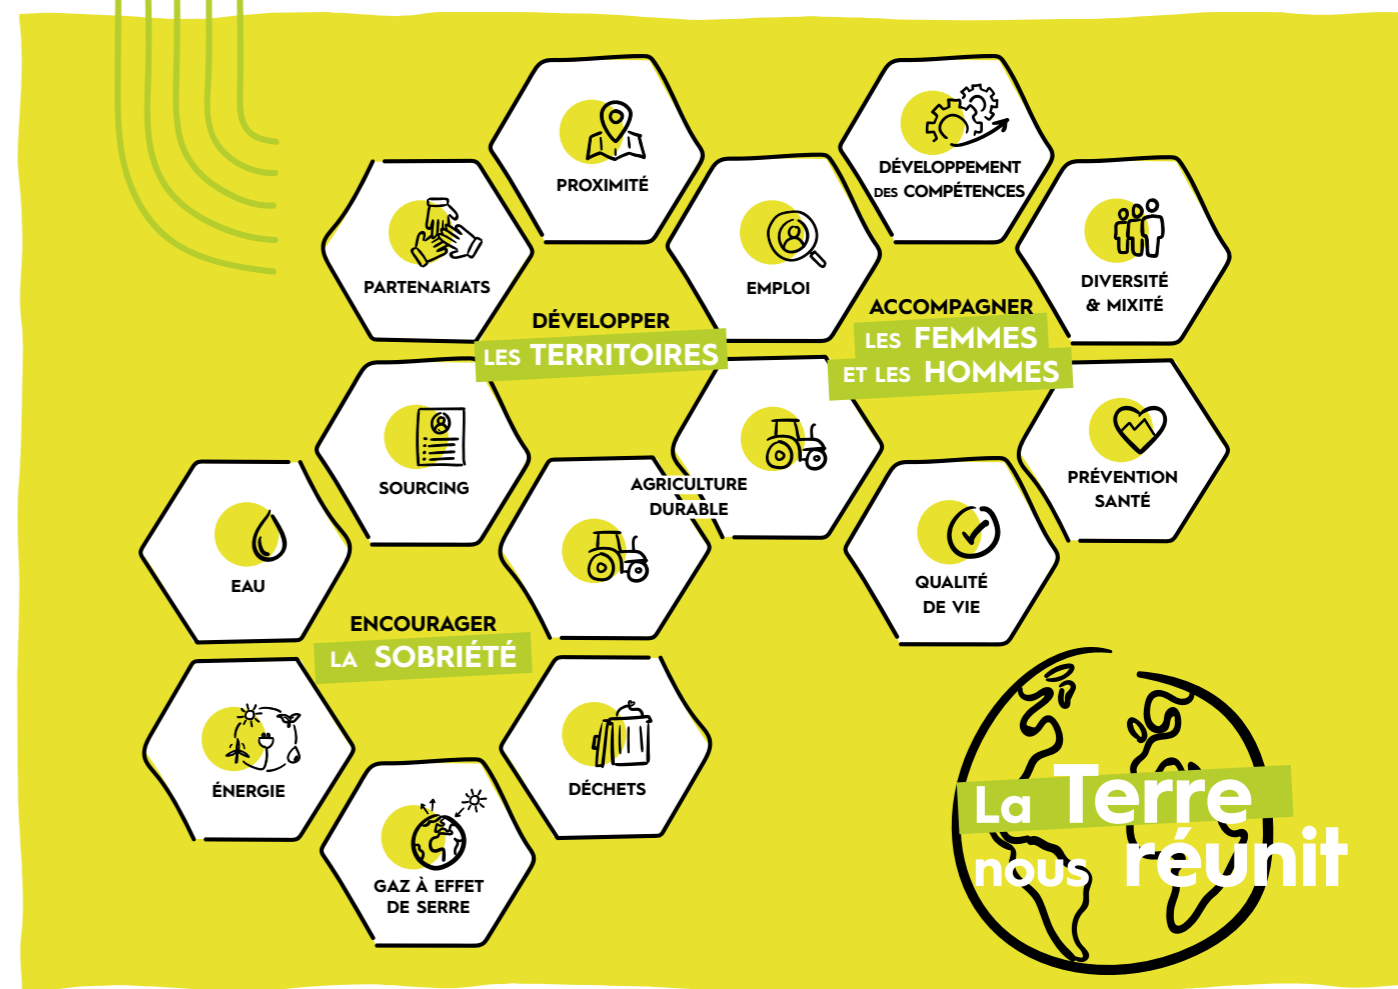 PROXIMITÉ
DÉVELOPPEMENT
DES COMPÉTENCES
PARTENARIATS
EMPLOI
DIVERSITÉ
& MIXITÉ
DÉVELOPPER
LES TERRITOIRES
ACCOMPAGNER
LES FEMMES
ET LES HOMMES
SOURCING
AGRICULTURE
DURABLE
PRÉVENTION
SANTÉ
EAU
QUALITÉ
DE VIE
ENCOURAGER
LA SOBRIÉTÉ
ÉNERGIE
DÉCHETS
GAZ À EFFET
DE SERRE
La Terre
nous réunit